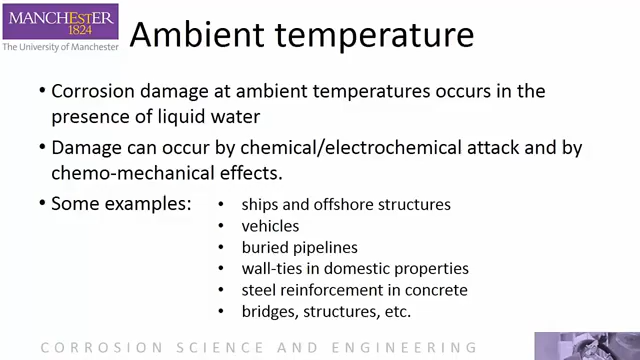 MANCHESTER
1824
The University of Manchester
Ambient temperature
• Corrosion damage at ambient temperatures occurs in the
presence of liquid water
• Damage can occur by chemical/electrochemical attack and by
chemo-mechanical effects.
• Some examples:
• ships and offshore structures
• vehicles
• buried pipelines
• wall-ties in domestic properties
• steel reinforcement in concrete
• bridges, structures, etc.
CORROSION SCIENCE AND ENGINEERING